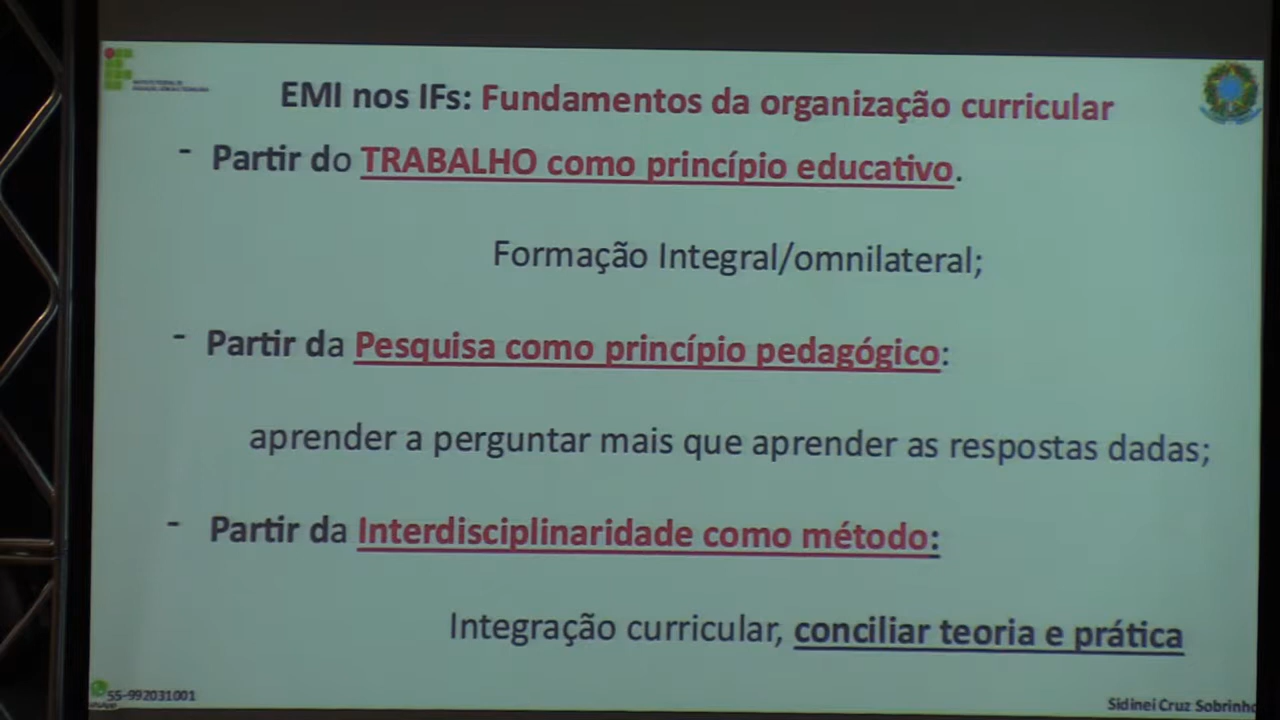 EMI nos IFs: Fundamentos da organização curricular
- Partir do TRABALHO como princípio educativo.
Formação Integral/omnilateral;
- Partir da Pesquisa como princípio pedagógico:
aprender a perguntar mais que aprender as respostas dadas;
- Partir da Interdisciplinaridade como método:
Integração curricular, conciliar teoria e prática
55-992031001
Sidinei Cruz Sobrinho